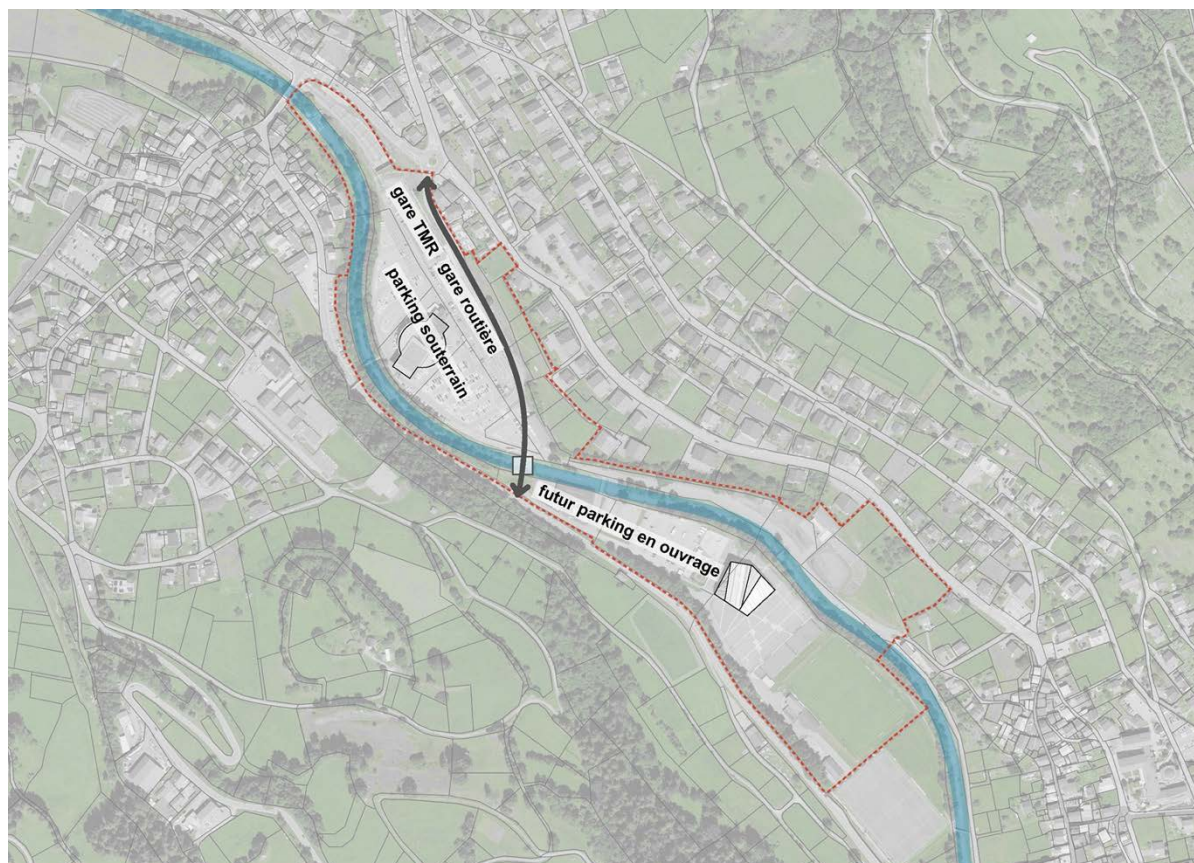 gare TMR
gare routière
parking souterrain
futur parking en ouvrage